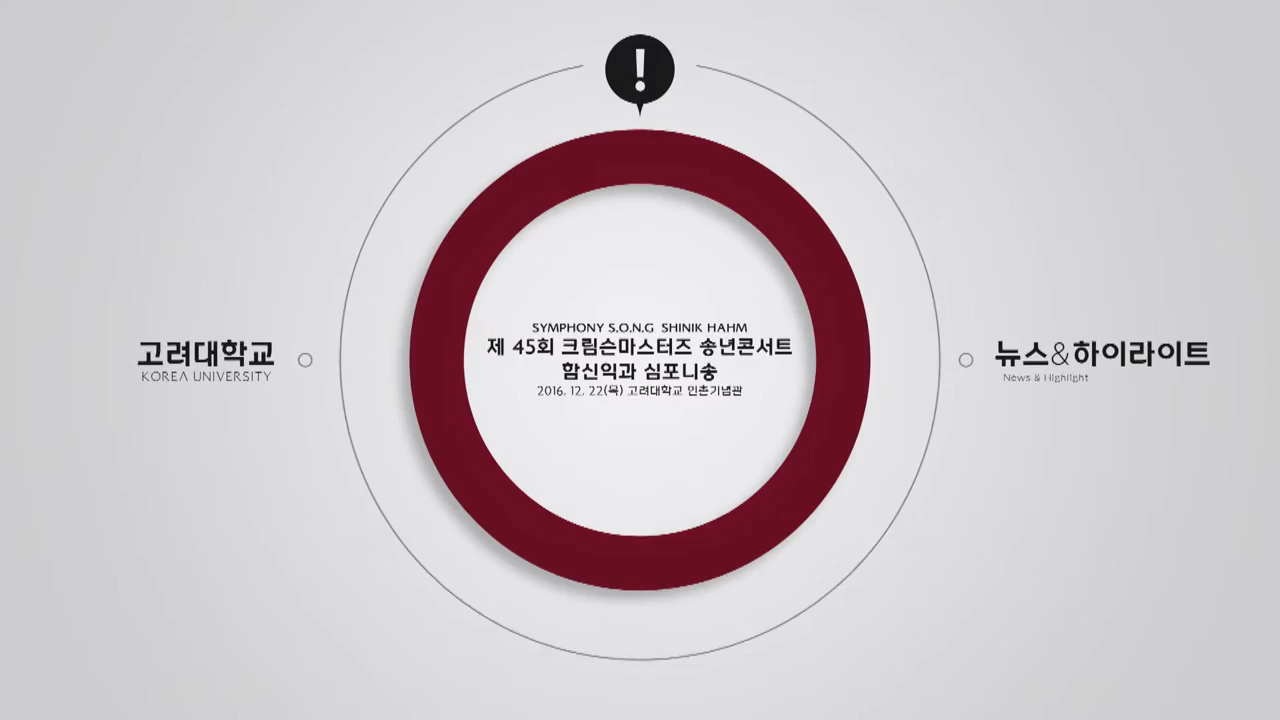 !
SYMPHONY S.O.N.G SHINIK HAHM
제 45회 크림슨마스터즈 송년콘서트
함신익과 심포니송
2016. 12. 22(목) 고려대학교 인촌기념관
고려대학교
KOREA UNIVERSITY
뉴스&하이라이트
News & Highlight